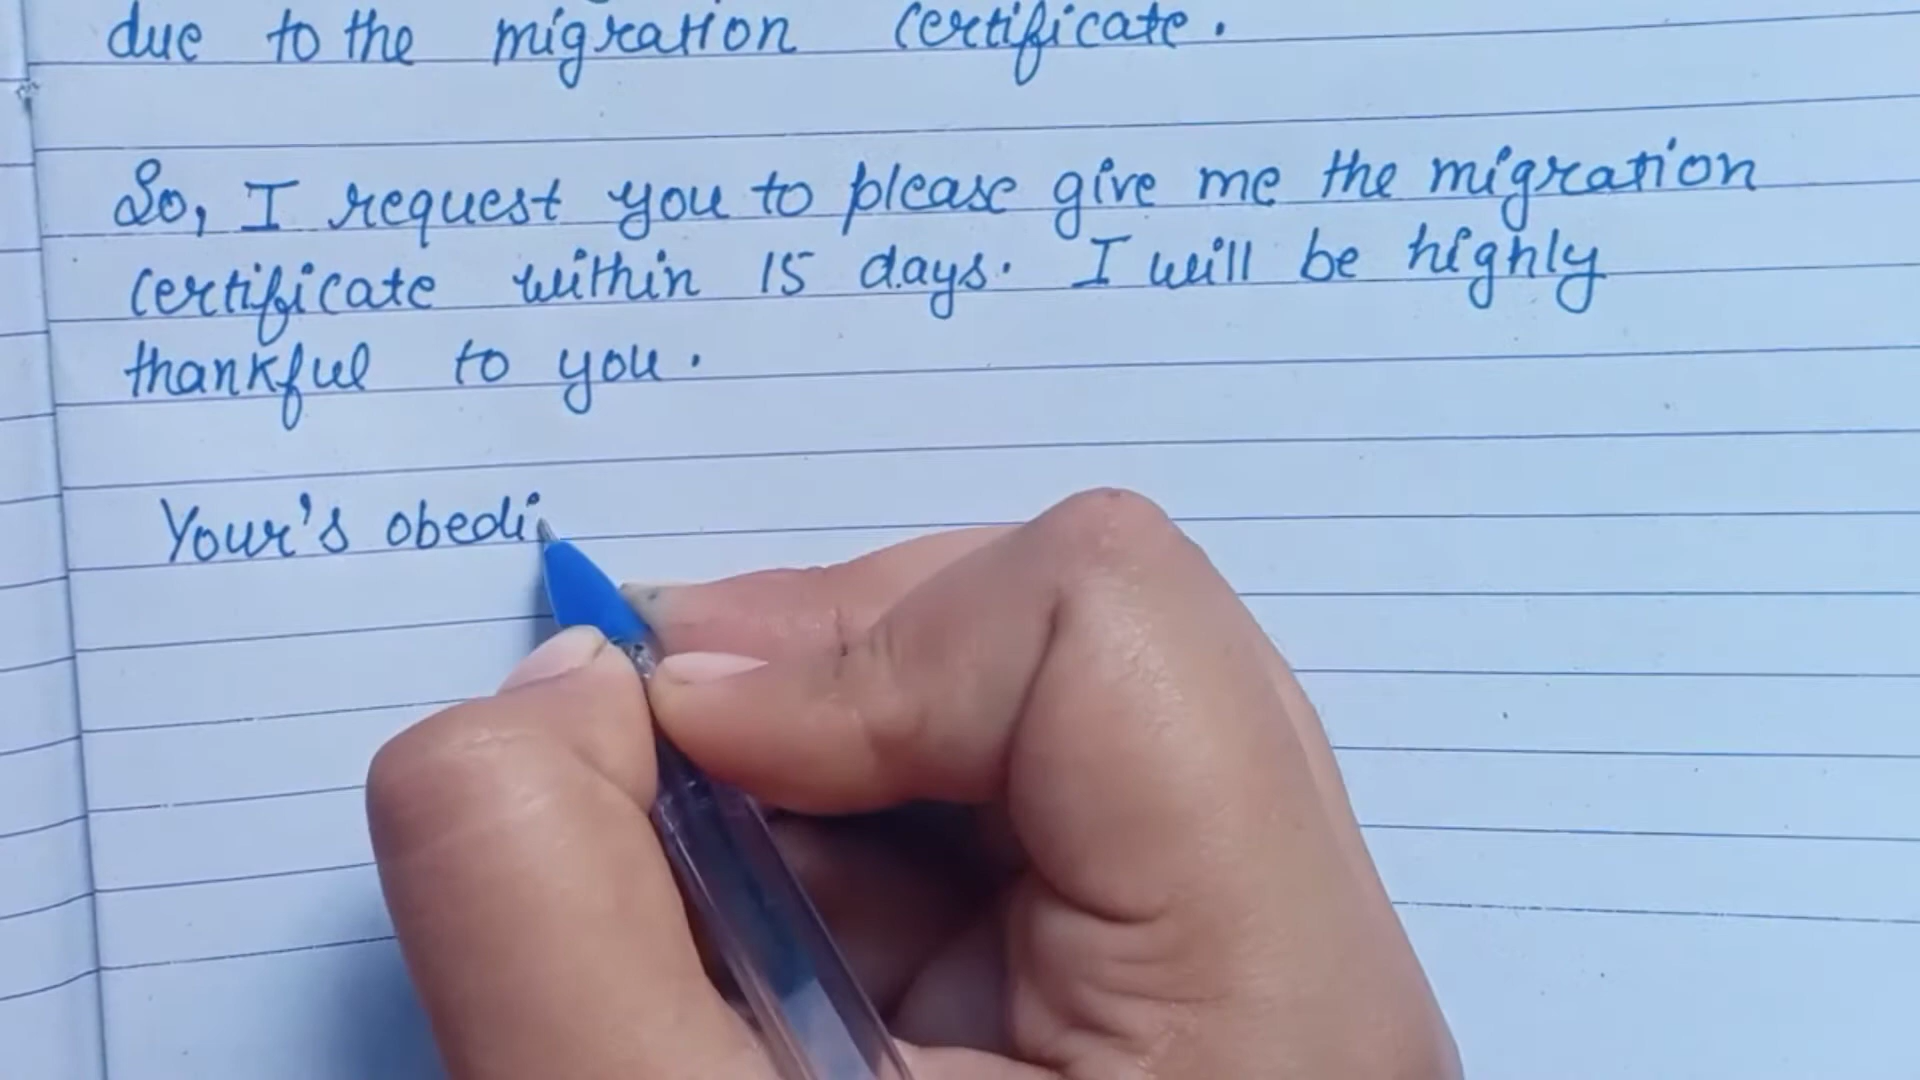 due to the migration certificate.
So, I request you to please give me the migration
certificate within 15 days. I will be highly
thankful to you.
Your's obedi